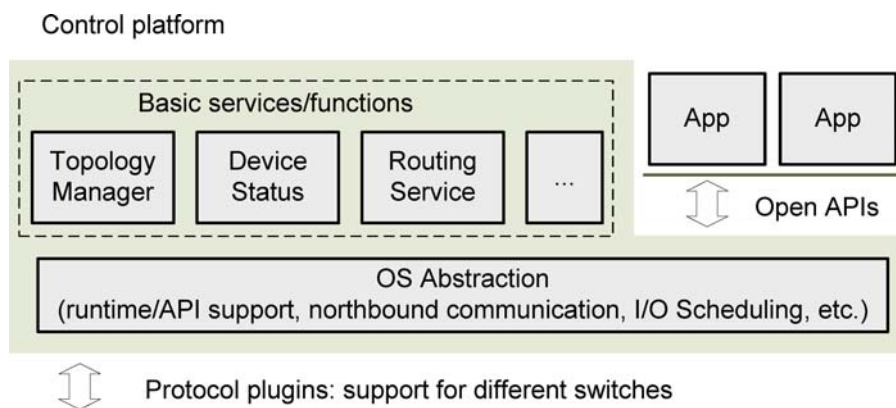 Control platform
Basic services/functions
Topology
Manager
Device
Status
Routing
Service
...
App
App
Open APIs
OS Abstraction
(runtime/API support, northbound communication, I/O Scheduling, etc.)
Protocol plugins: support for different switches